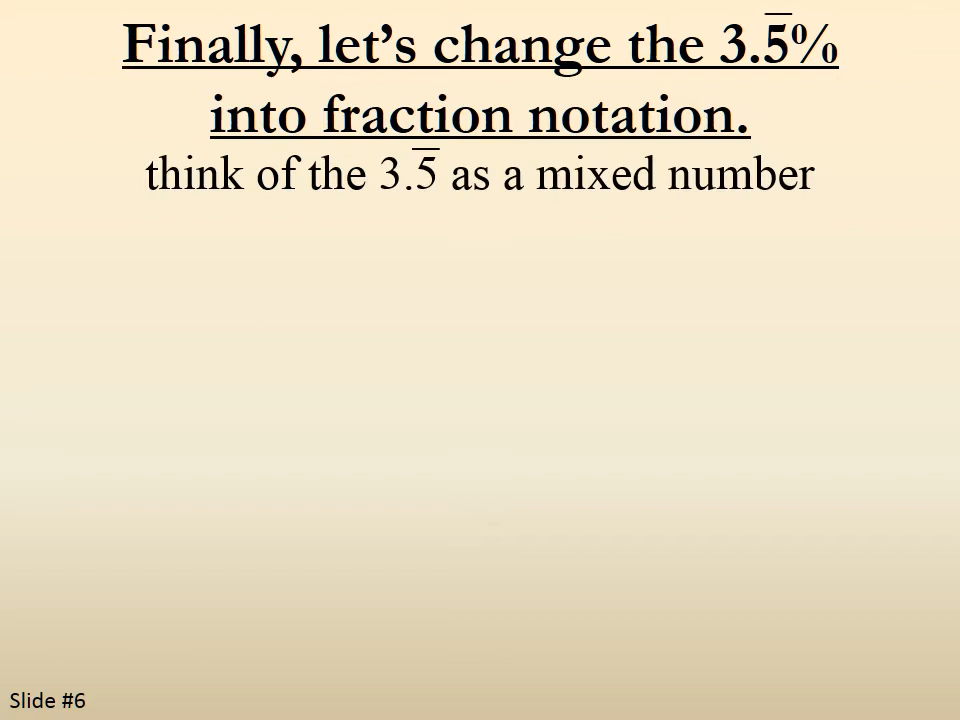 Finally, let’s change the 3.5̅%
into fraction notation.
think of the 3.5̅ as a mixed number
Slide #6